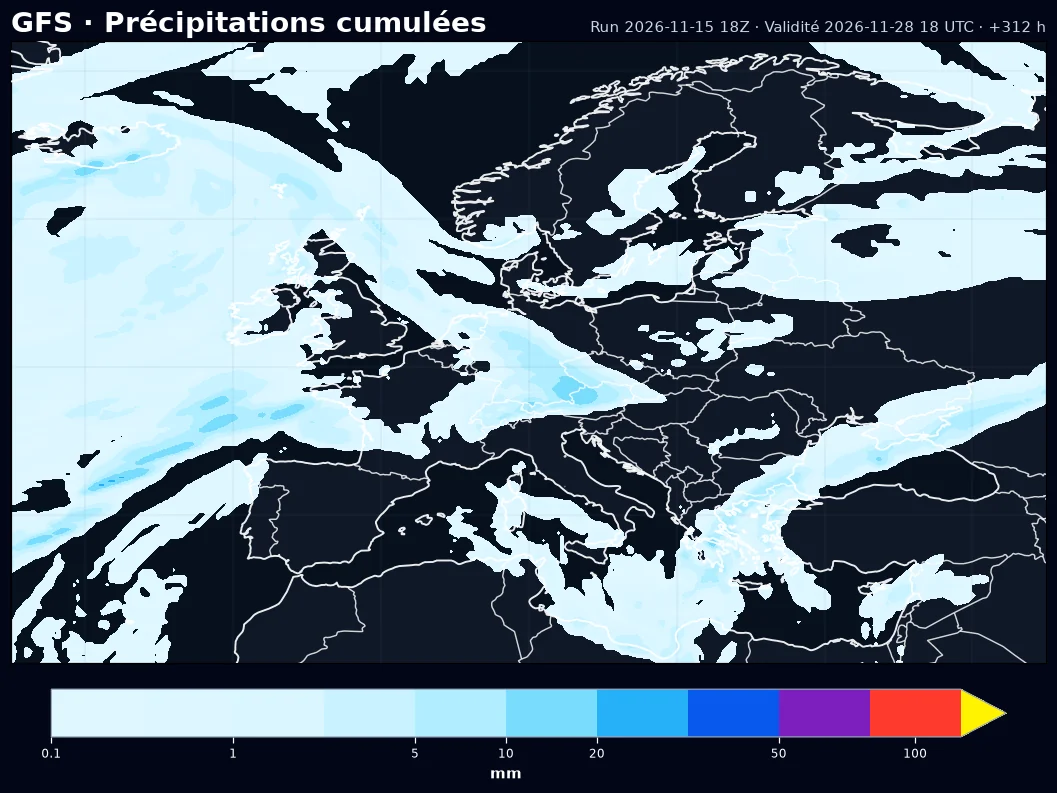 GFS · Précipitations cumulées
Run 2026-11-15 18Z · Validité 2026-11-28 18 UTC · +312 h
0.1 1 5 10 20 50 100
mm